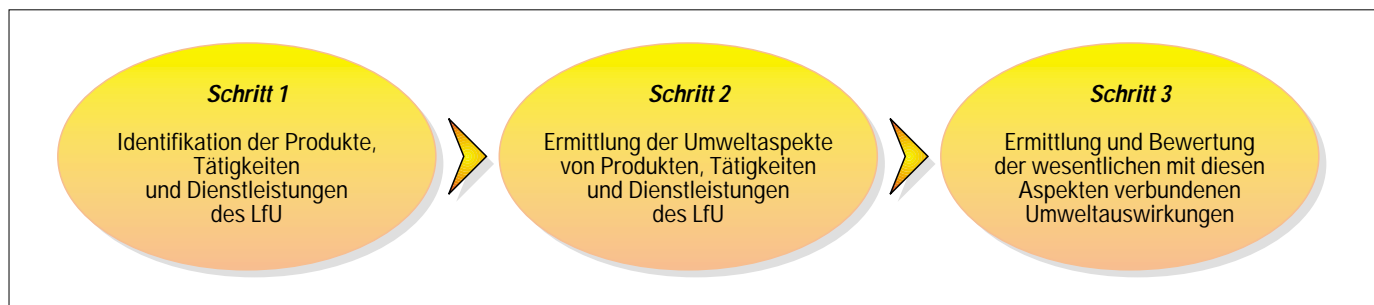 Schritt 1
Identifikation der Produkte,
Tätigkeiten
und Dienstleistungen
des LfU
Schritt 2
Ermittlung der Umweltaspekte
von Produkten, Tätigkeiten
und Dienstleistungen
des LfU
Schritt 3
Ermittlung und Bewertung
der wesentlichen mit diesen
Aspekten verbundenen
Umweltauswirkungen